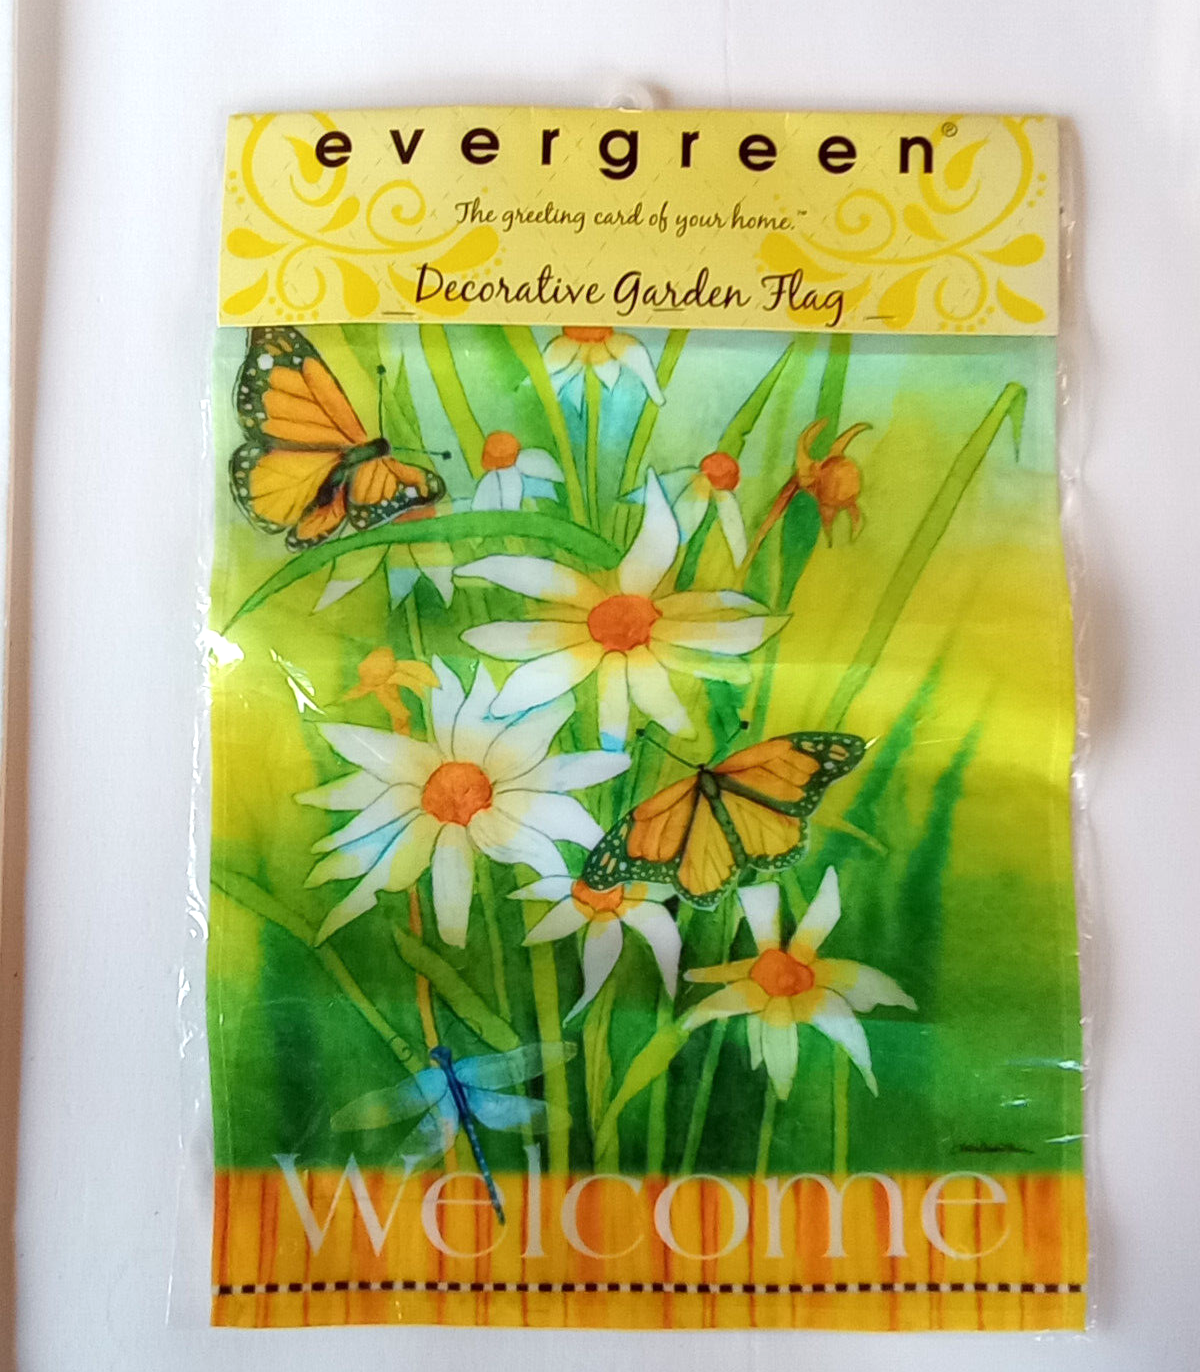 evergreen®
The greeting card of your home.™
Decorative Garden Flag
Welcome